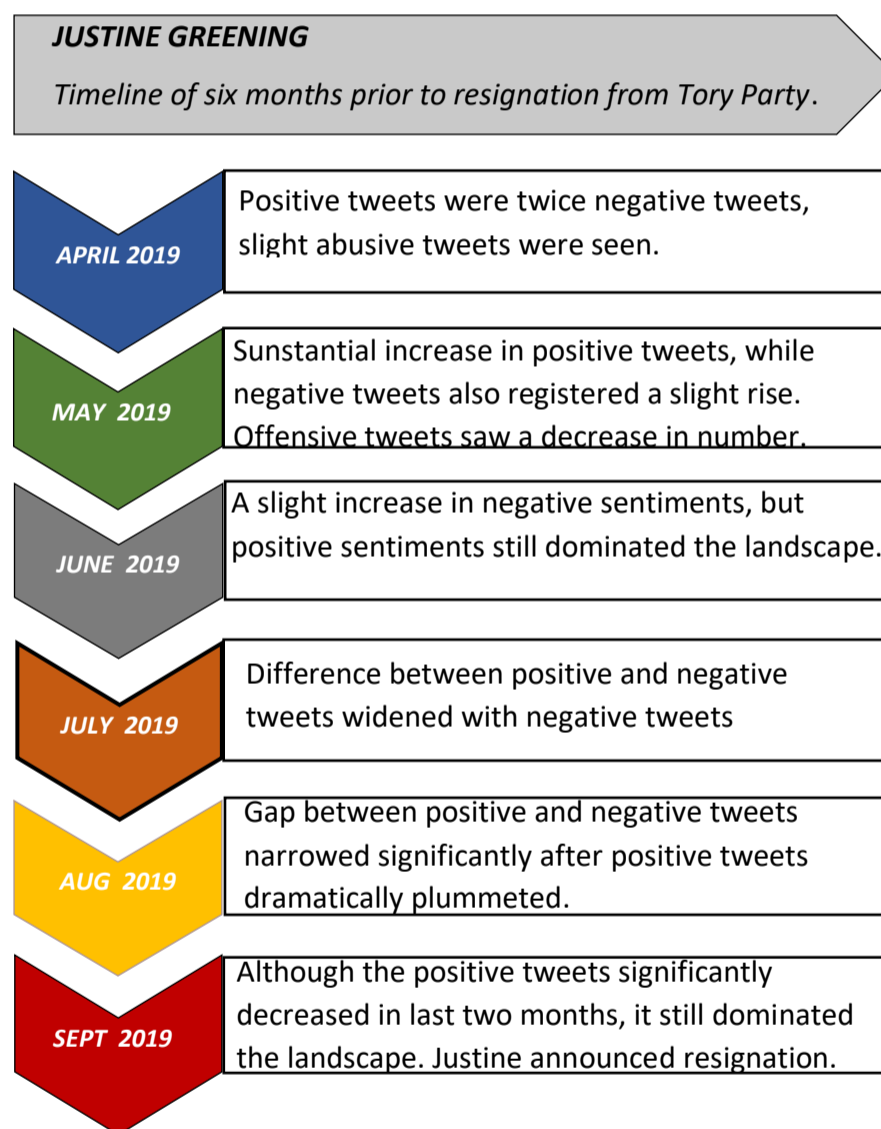 JUSTINE GREENING
Timeline of six months prior to resignation from Tory Party.
APRIL 2019
Positive tweets were twice negative tweets,
slight abusive tweets were seen.
MAY 2019
Sunstantial increase in positive tweets, while
negative tweets also registered a slight rise.
Offensive tweets saw a decrease in number.
JUNE 2019
A slight increase in negative sentiments, but
positive sentiments still dominated the landscape.
JULY 2019
Difference between positive and negative
tweets widened with negative tweets
AUG 2019
Gap between positive and negative tweets
narrowed significantly after positive tweets
dramatically plummeted.
SEPT 2019
Although the positive tweets significantly
decreased in last two months, it still dominated
the landscape. Justine announced resignation.